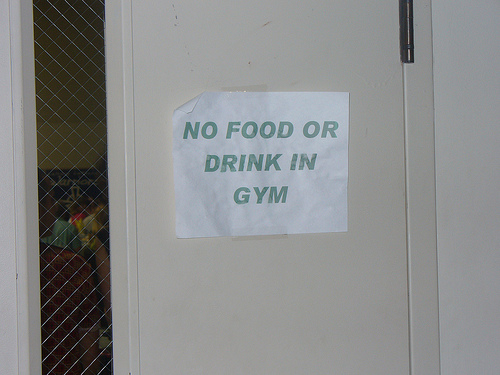 NO FOOD OR
DRINK IN
GYM